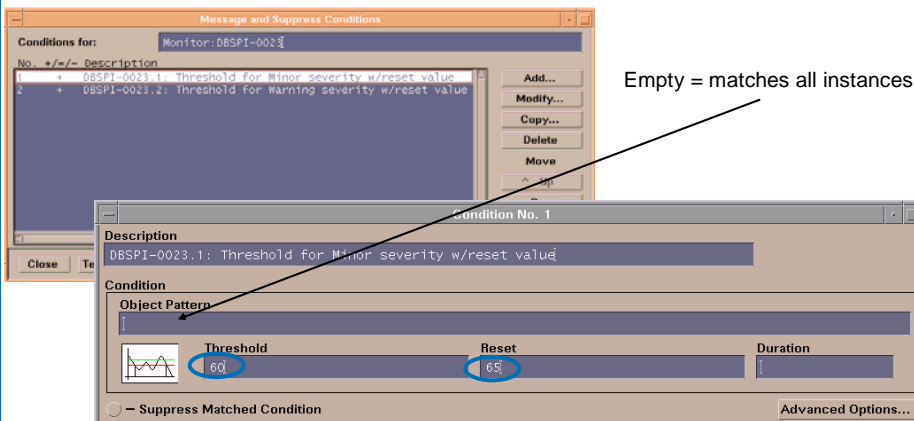 Message and Suppress Conditions
Conditions for:
Monitor:DBSPI-0023
No. +/=/- Description
1 + DBSPI-0023.1: Threshold for Minor severity w/reset value
2 + DBSPI-0023.2: Threshold for Warning severity w/reset value
Add...
Modify...
Copy...
Delete
Move
^ Up
Close
Empty = matches all instances
Condition No. 1
Description
DBSPI-0023.1: Threshold for Minor severity w/reset value
Condition
Object Pattern
Threshold
Reset
Duration
60
65
– Suppress Matched Condition
Advanced Options...